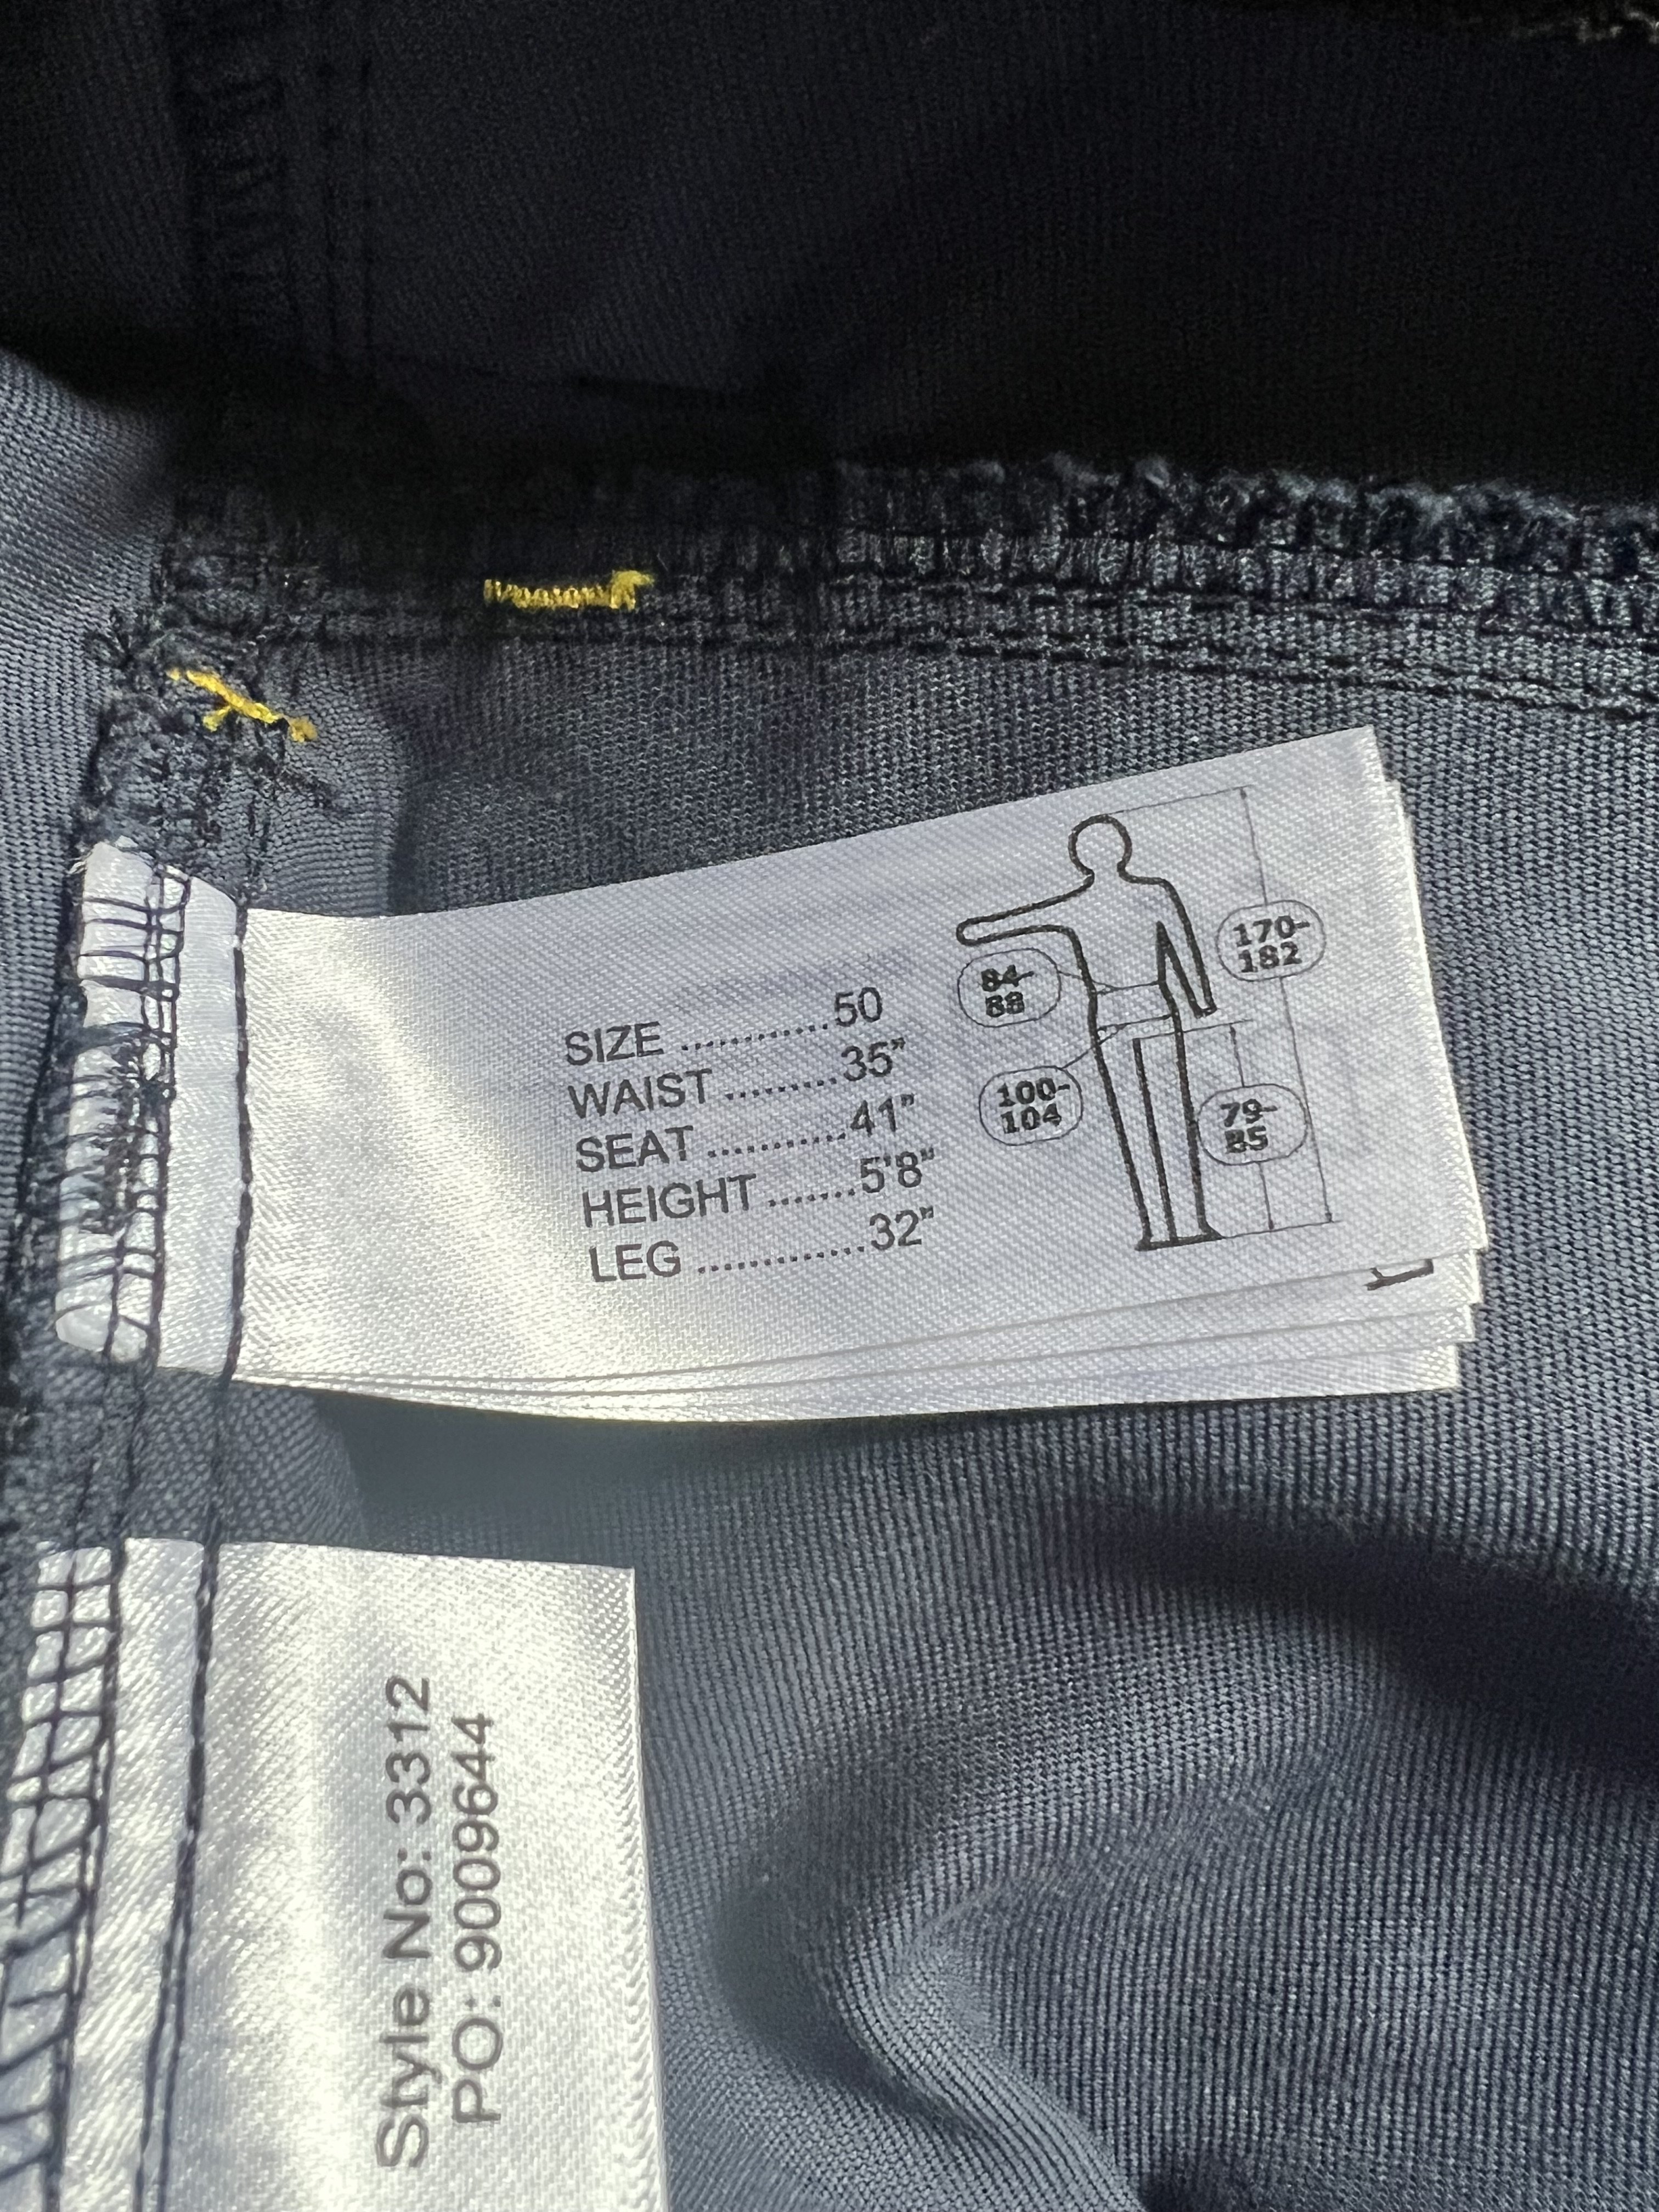 SIZE ............50
WAIST .........35"
SEAT ...........41"
HEIGHT .......5'8"
LEG .............32"
84-
88
170-
182
100-
104
79-
85
Style No: 3312
PO: 9009644